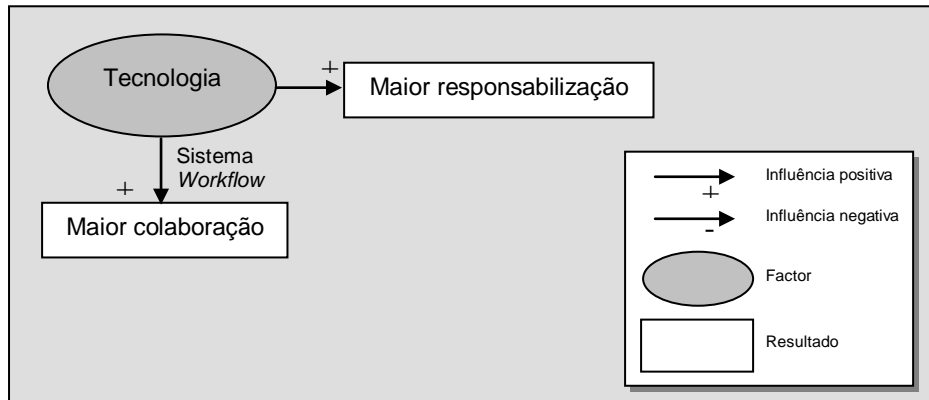 Tecnologia
+
Maior responsabilização
Sistema
Workflow
+
Maior colaboração
Influência positiva
+
Influência negativa
-
Factor
Resultado